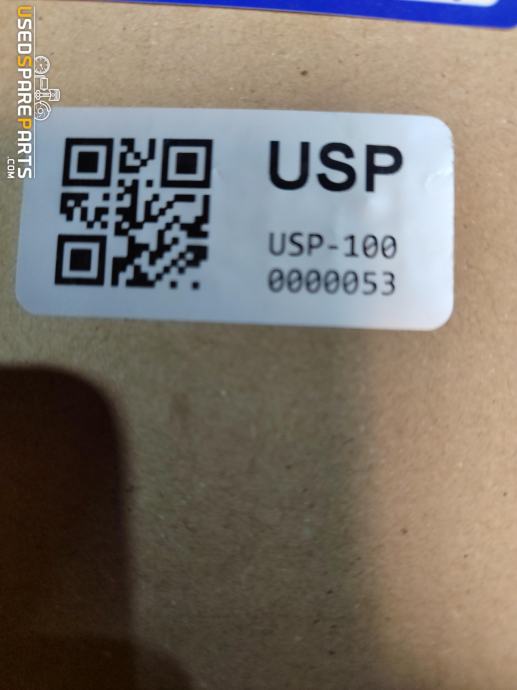 USEDSPAREPARTS
.COM
USP
USP-100
0000053